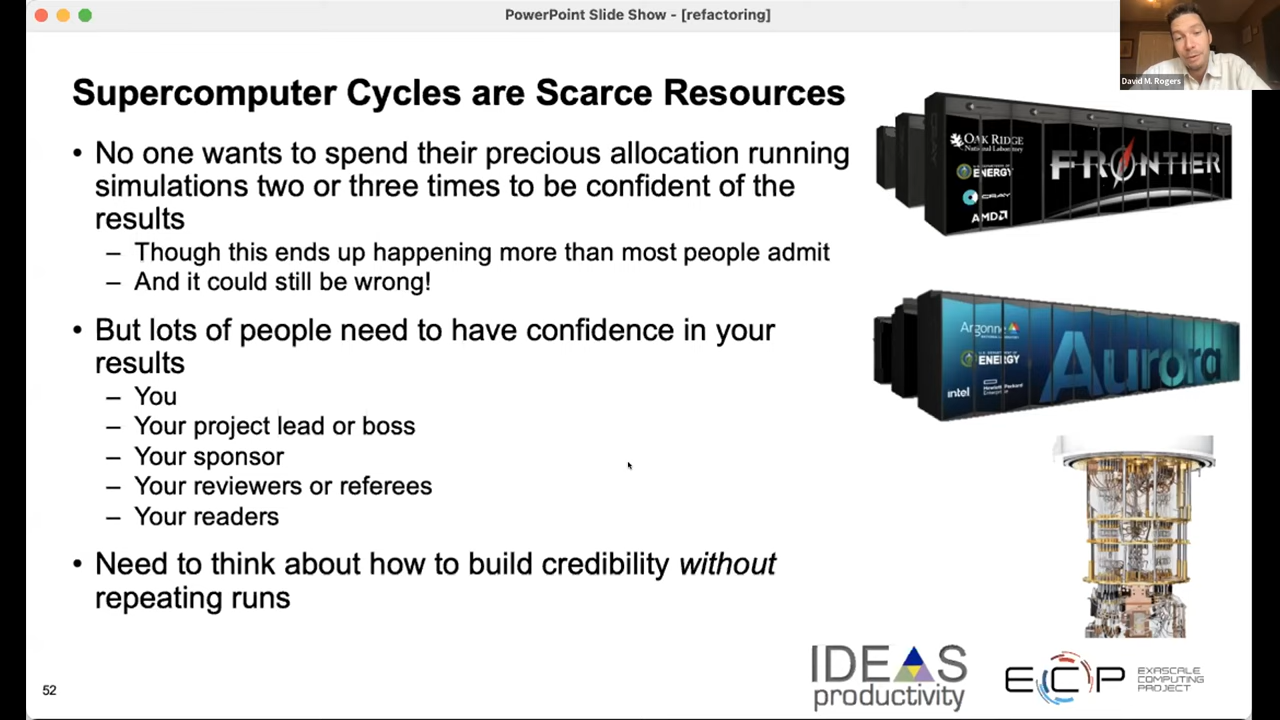 PowerPoint Slide Show - [refactoring]
David M. Rogers
Supercomputer Cycles are Scarce Resources
• No one wants to spend their precious allocation running
simulations two or three times to be confident of the
results
– Though this ends up happening more than most people admit
– And it could still be wrong!
• But lots of people need to have confidence in your
results
– You
– Your project lead or boss
– Your sponsor
– Your reviewers or referees
– Your readers
• Need to think about how to build credibility without
repeating runs
OAK RIDGE
National Laboratory
ENERGY
CRAY
AMD
FRONTIER
Argonne
ENERGY
intel
Hewlett Packard
Enterprise
Aurora
52
IDEAS
productivity
ECP
EXASCALE
COMPUTING
PROJECT